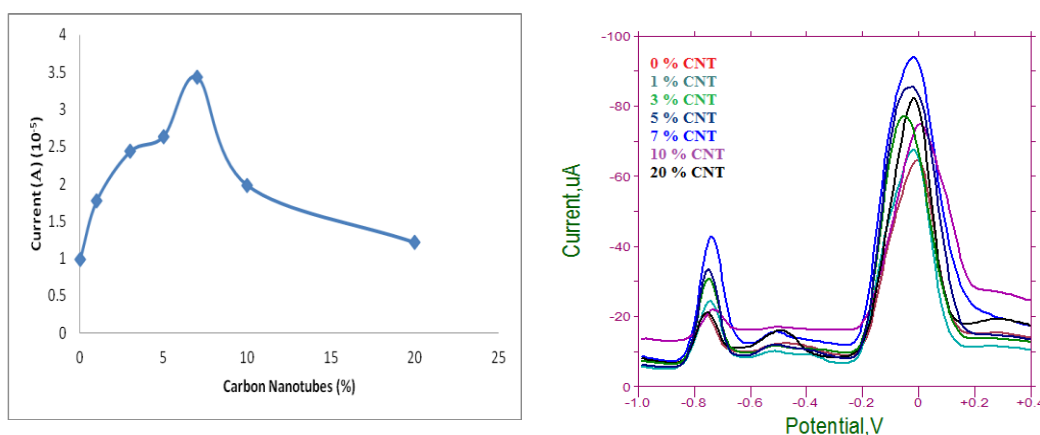 4
3.5
3
2.5
2
1.5
1
0.5
0
0
5
10
15
20
25
Current (A) (10⁻⁵)
Carbon Nanotubes (%)
-100
-80
-60
-40
-20
0
0 % CNT
1 % CNT
3 % CNT
5 % CNT
7 % CNT
10 % CNT
20 % CNT
Current,uA
-1.0
-0.8
-0.6
-0.4
-0.2
0
+0.2
+0.4
Potential,V